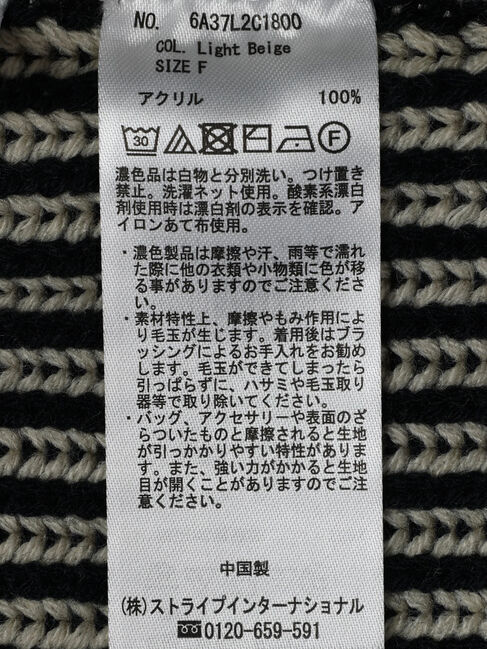 NO. 6A37L2C1800
COL. Light Beige
SIZE F
アクリル 100%
30 F
濃色品は白物と分別洗い。つけ置き
禁止。洗濯ネット使用。酸素系漂白
剤使用時は漂白剤の表示を確認。ア
イロンあて布使用。
・濃色製品は摩擦や汗、雨等で濡れ
た際に他の衣類や小物類に色が移
る事がありますのでご注意くださ
い。
・素材特性上、摩擦やもみ作用によ
り毛玉が生じます。着用後はブラ
ッシングによるお手入れをお勧め
します。毛玉ができてしまったら
引っぱらずに、ハサミや毛玉取り
器等で取り除いてください。
・バッグ、アクセサリーや表面のざ
らついたものと摩擦されると生地
が引っかかりやすい特性がありま
す。また、強い力がかかると生地
目が開くことがありますのでご注
意ください。
中国製
(株)ストライプインターナショナル
0120-659-591